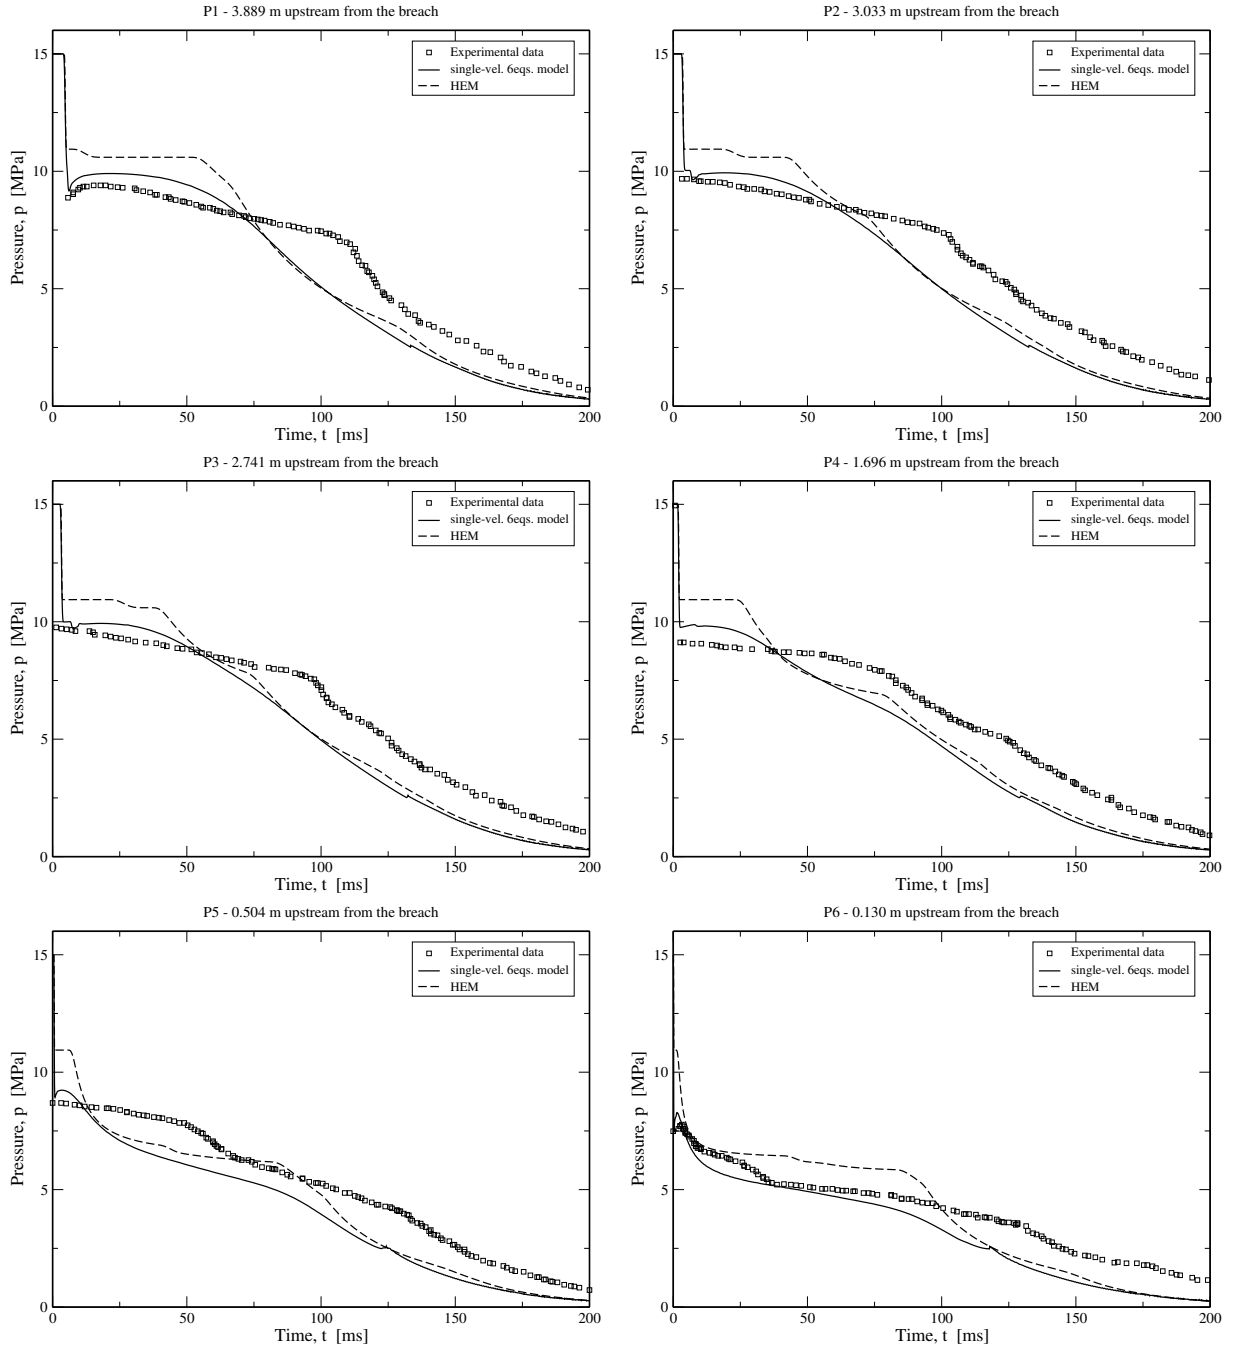 P1 - 3.889 m upstream from the breach
15
10
5
0
Pressure, p [MPa]
Experimental data
single-vel. 6eqs. model
HEM
0 50 100 150 200
Time, t [ms]
P2 - 3.033 m upstream from the breach
15
10
5
0
Pressure, p [MPa]
Experimental data
single-vel. 6eqs. model
HEM
0 50 100 150 200
Time, t [ms]
P3 - 2.741 m upstream from the breach
15
10
5
0
Pressure, p [MPa]
Experimental data
single-vel. 6eqs. model
HEM
0 50 100 150 200
Time, t [ms]
P4 - 1.696 m upstream from the breach
15
10
5
0
Pressure, p [MPa]
Experimental data
single-vel. 6eqs. model
HEM
0 50 100 150 200
Time, t [ms]
P5 - 0.504 m upstream from the breach
15
10
5
0
Pressure, p [MPa]
Experimental data
single-vel. 6eqs. model
HEM
0 50 100 150 200
Time, t [ms]
P6 - 0.130 m upstream from the breach
15
10
5
0
Pressure, p [MPa]
Experimental data
single-vel. 6eqs. model
HEM
0 50 100 150 200
Time, t [ms]